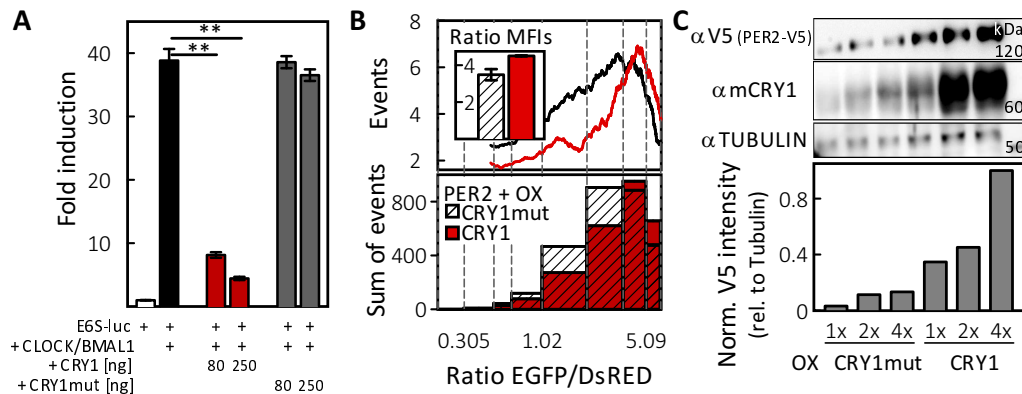 A
Fold induction
40
30
20
10
**
**
E6S-luc + + + + + +
+CLOCK/BMAL1 + + + + +
+CRY1 [ng] 80 250
+CRY1mut [ng] 80 250
B
Events
8
6
4
2
Ratio MFIs
4
2
Sum of events
800
400
0
PER2 + OX
CRY1mut
CRY1
0.305 1.02 5.09
Ratio EGFP/DsRED
C
αV5 (PER2-V5)
kDa
120
αmCRY1
60
αTUBULIN
50
Norm. V5 intensity
(rel. to Tubulin)
0.8
0.4
0
1x 2x 4x 1x 2x 4x
OX CRY1mut CRY1